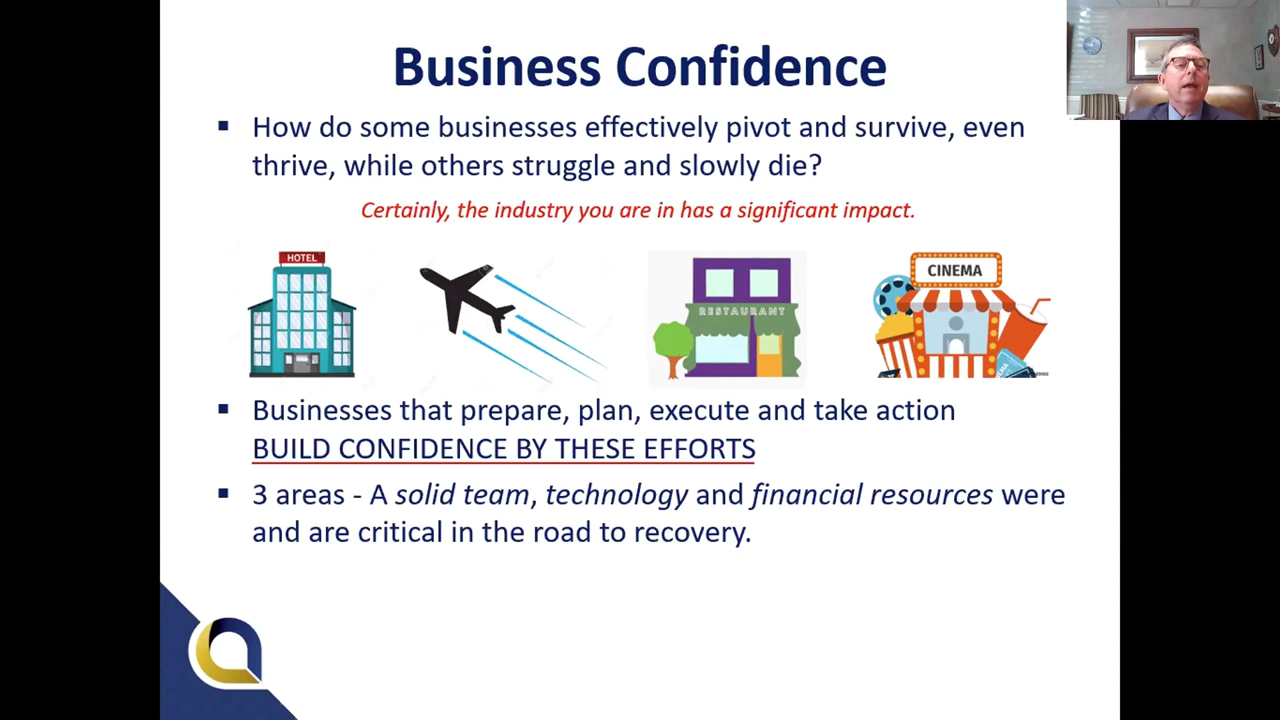 Business Confidence
▪ How do some businesses effectively pivot and survive, even
thrive, while others struggle and slowly die?
Certainly, the industry you are in has a significant impact.
HOTEL
RESTAURANT
CINEMA
▪ Businesses that prepare, plan, execute and take action
BUILD CONFIDENCE BY THESE EFFORTS
▪ 3 areas - A solid team, technology and financial resources were
and are critical in the road to recovery.